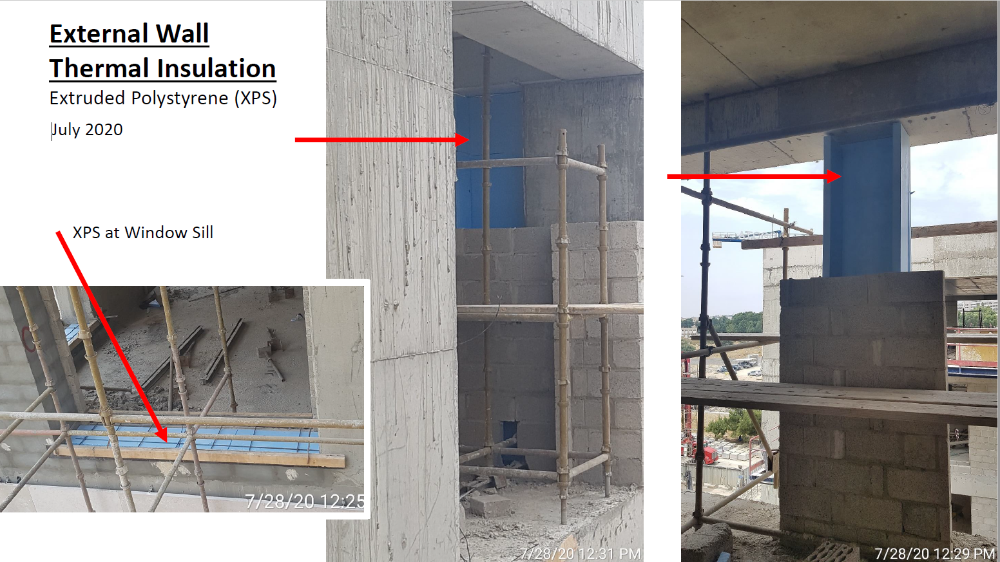 External Wall
Thermal Insulation
Extruded Polystyrene (XPS)
July 2020
XPS at Window Sill
7/28/20 12:25
7/28/20 12:31 PM
7/28/20 12:29 PM